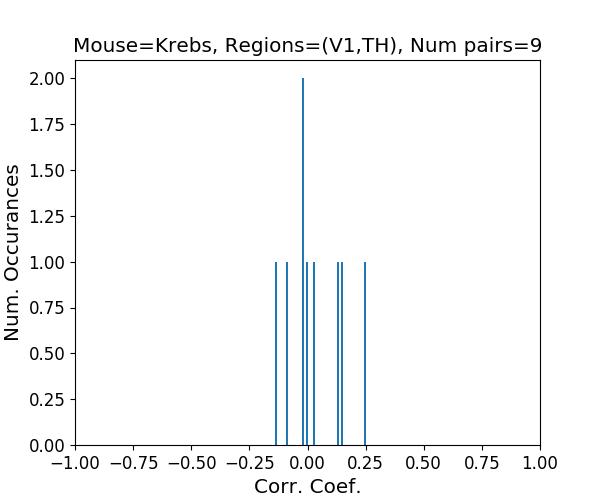 Mouse=Krebs, Regions=(V1,TH), Num pairs=9
2.00
1.75
1.50
1.25
1.00
0.75
0.50
0.25
0.00
Num. Occurances
−1.00 −0.75 −0.50 −0.25 0.00 0.25 0.50 0.75 1.00
Corr. Coef.